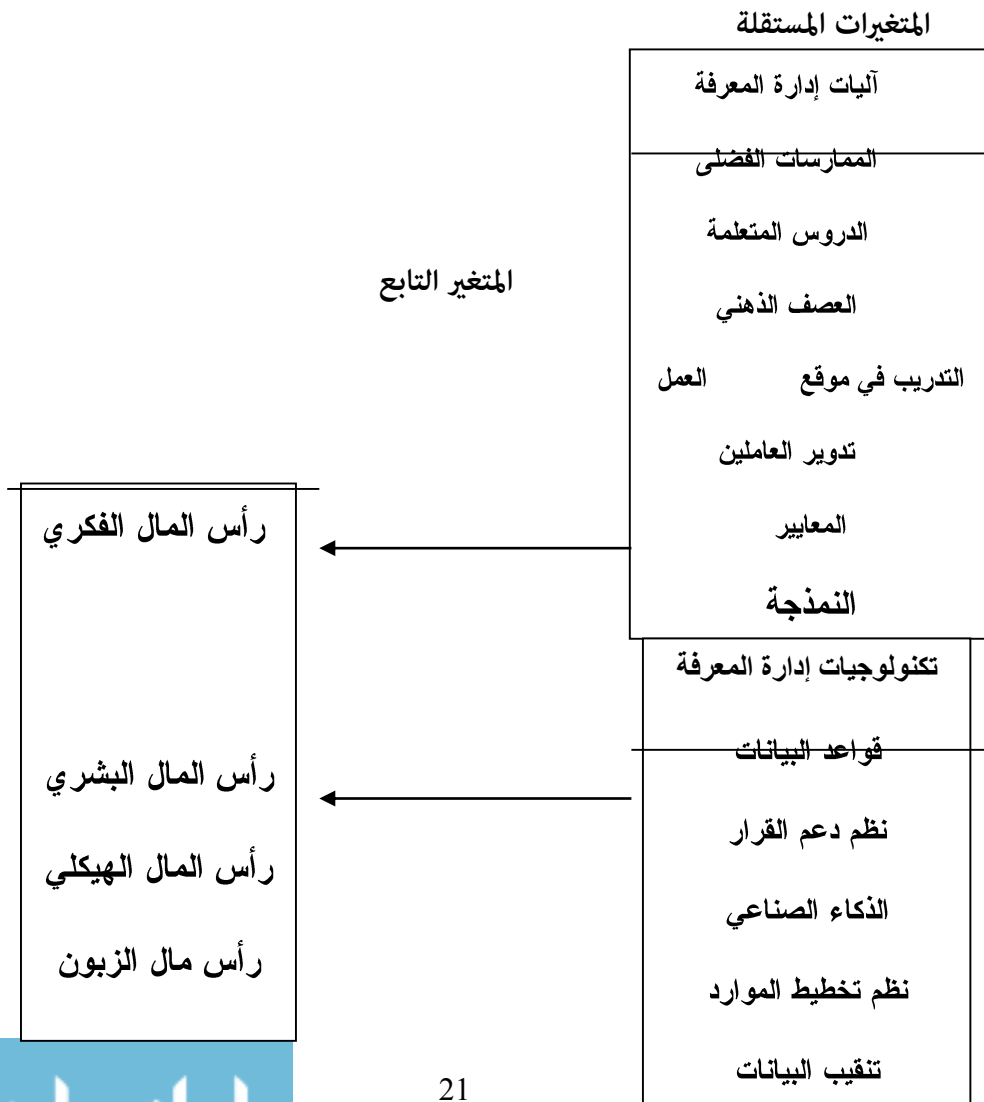 المتغيرات المستقلة
آليات إدارة المعرفة
الممارسات الفضلى
الدروس المتعلمة
العصف الذهني
التدريب في موقع العمل
تدوير العاملين
المعايير
النمذجة
تكنولوجيات إدارة المعرفة
قواعد البيانات
نظم دعم القرار
الذكاء الصناعي
نظم تخطيط الموارد
تنقيب البيانات
المتغير التابع
رأس المال الفكري
رأس المال البشري
رأس المال الهيكلي
رأس مال الزبون
21